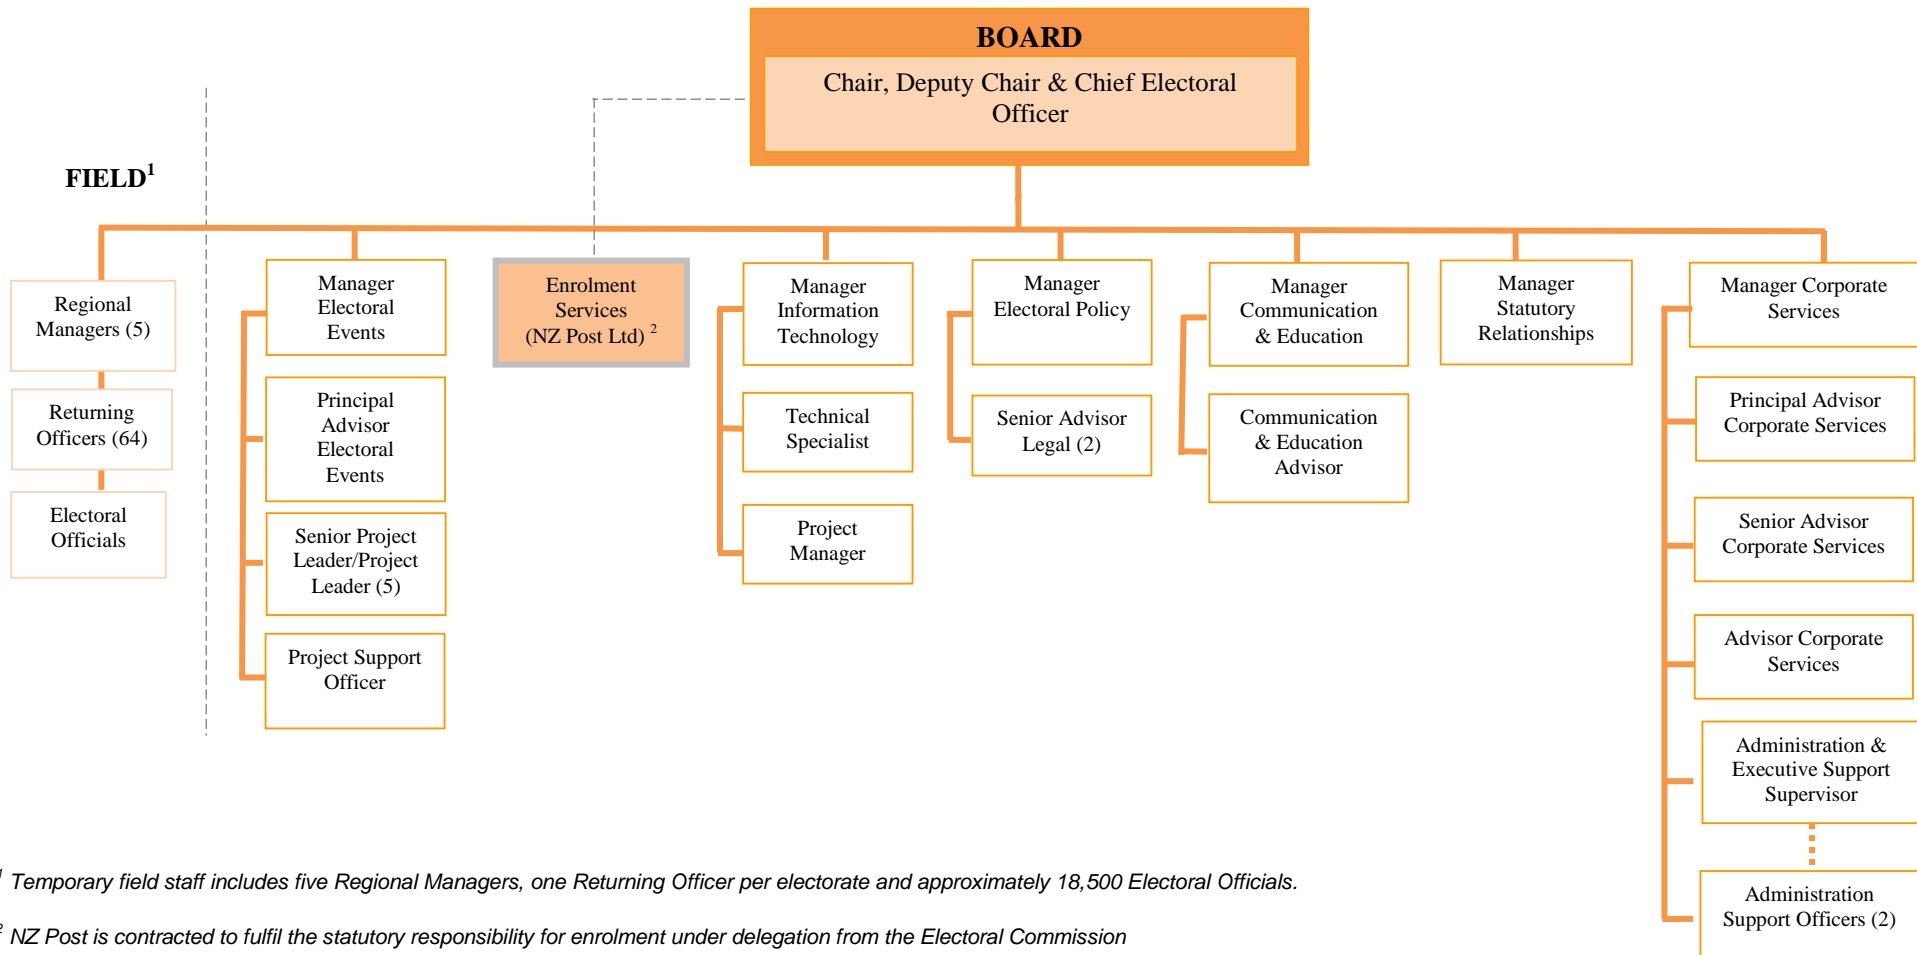 BOARD
Chair, Deputy Chair & Chief Electoral
Officer
FIELD¹
Regional
Managers (5)
Returning
Officers (64)
Electoral
Officials
Manager
Electoral
Events
Principal
Advisor
Electoral
Events
Senior Project
Leader/Project
Leader (5)
Project Support
Officer
Enrolment
Services
(NZ Post Ltd) ²
Manager
Information
Technology
Technical
Specialist
Project
Manager
Manager
Electoral Policy
Senior Advisor
Legal (2)
Manager
Communication
& Education
Communication
& Education
Advisor
Manager
Statutory
Relationships
Manager Corporate
Services
Principal Advisor
Corporate Services
Senior Advisor
Corporate Services
Advisor Corporate
Services
Administration &
Executive Support
Supervisor
Administration
Support Officers (2)
¹ Temporary field staff includes five Regional Managers, one Returning Officer per electorate and approximately 18,500 Electoral Officials.
² NZ Post is contracted to fulfil the statutory responsibility for enrolment under delegation from the Electoral Commission